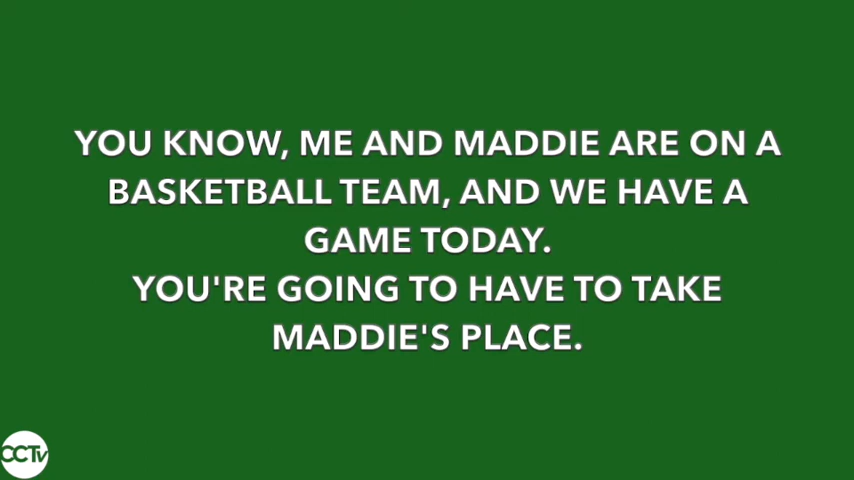 YOU KNOW, ME AND MADDIE ARE ON A
BASKETBALL TEAM, AND WE HAVE A
GAME TODAY.
YOU'RE GOING TO HAVE TO TAKE
MADDIE'S PLACE.
CCTv